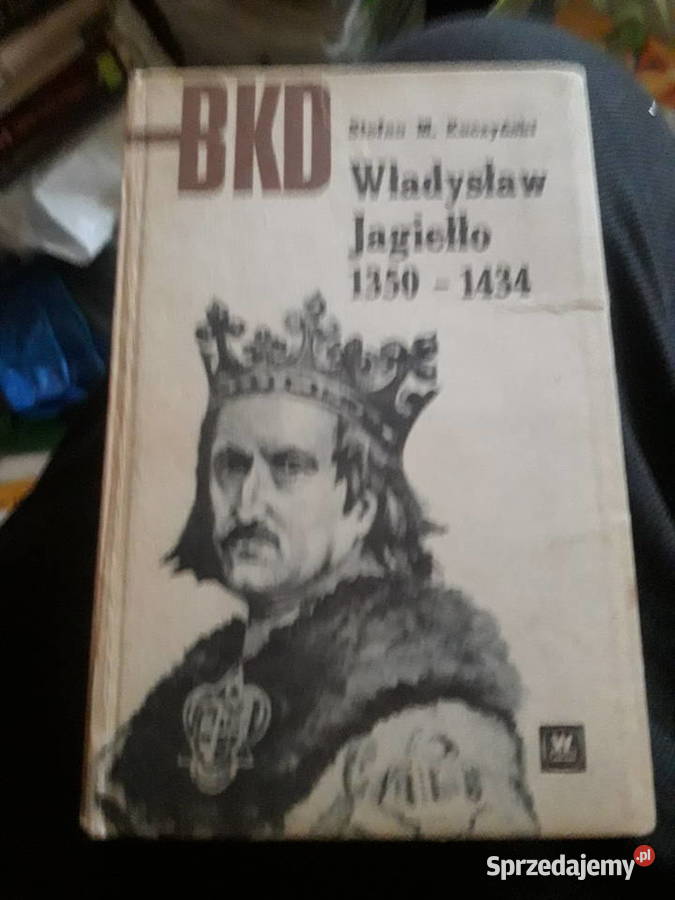 BKD
Stefan M. Kuczyński
Władysław
Jagiełło
1350 - 1434
Sprzedajemy.pl